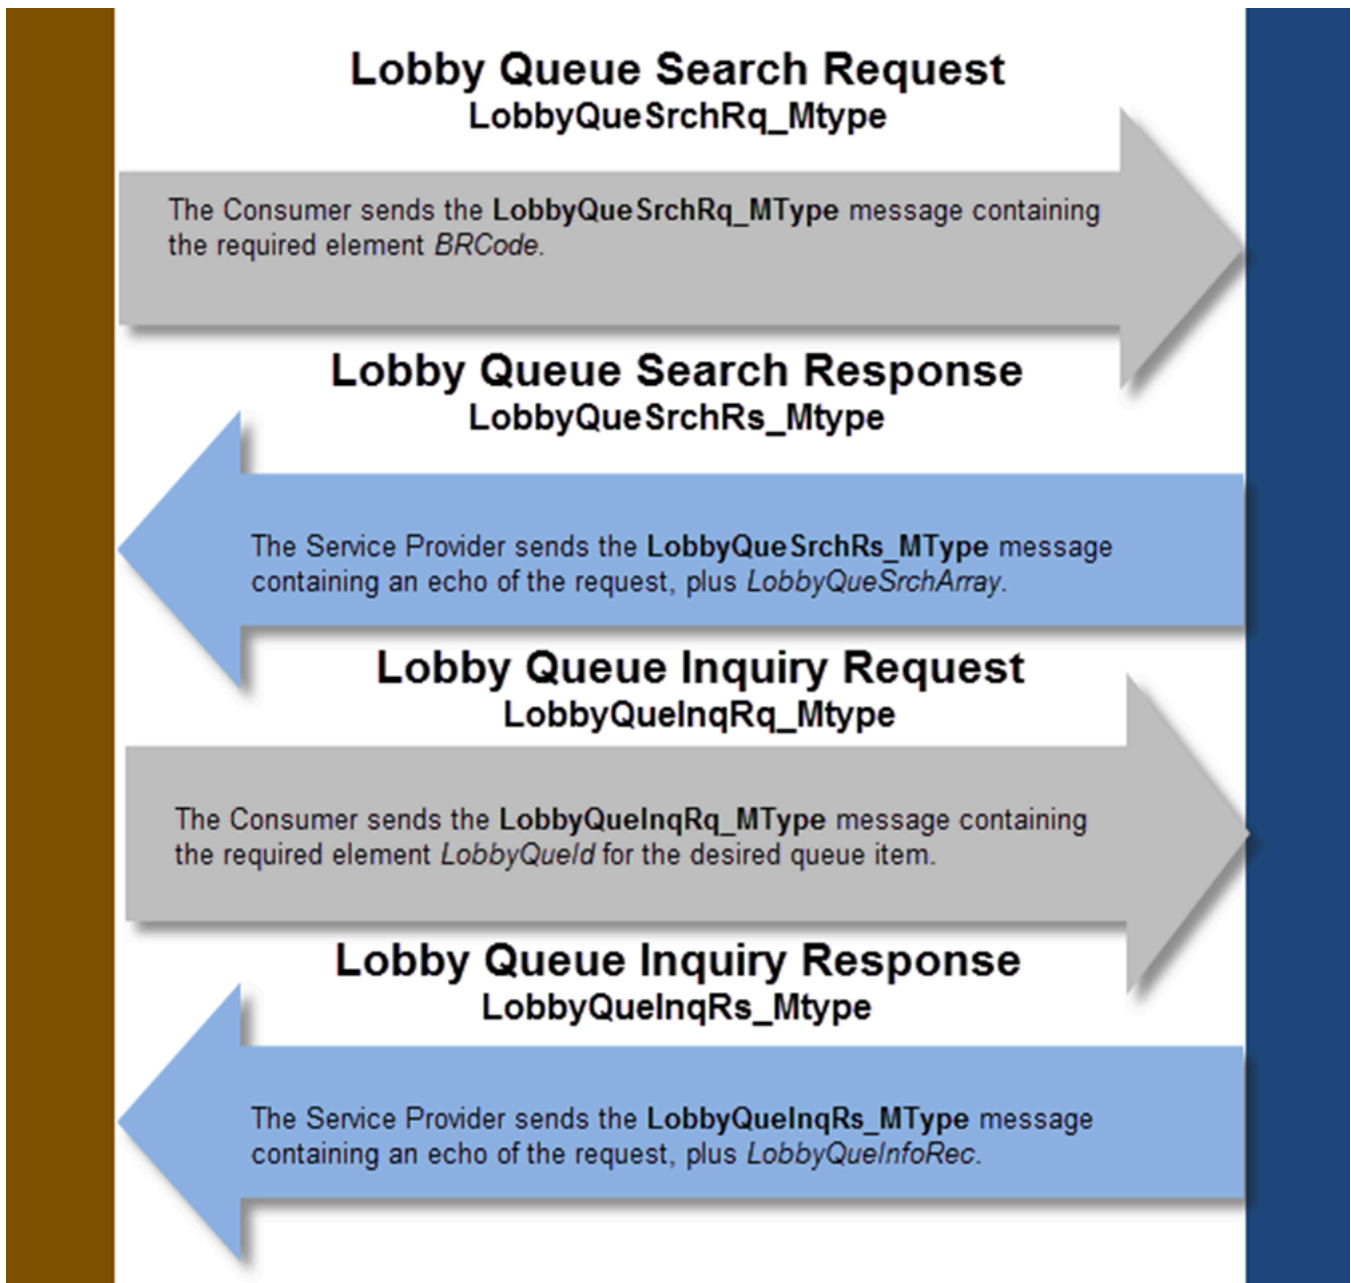 Lobby Queue Search Request
LobbyQueSrchRq_Mtype
The Consumer sends the LobbyQueSrchRq_MType message containing
the required element BRCode.
Lobby Queue Search Response
LobbyQueSrchRs_Mtype
The Service Provider sends the LobbyQueSrchRs_MType message
containing an echo of the request, plus LobbyQueSrchArray.
Lobby Queue Inquiry Request
LobbyQueInqRq_Mtype
The Consumer sends the LobbyQueInqRq_MType message containing
the required element LobbyQueId for the desired queue item.
Lobby Queue Inquiry Response
LobbyQueInqRs_Mtype
The Service Provider sends the LobbyQueInqRs_MType message
containing an echo of the request, plus LobbyQueInfoRec.